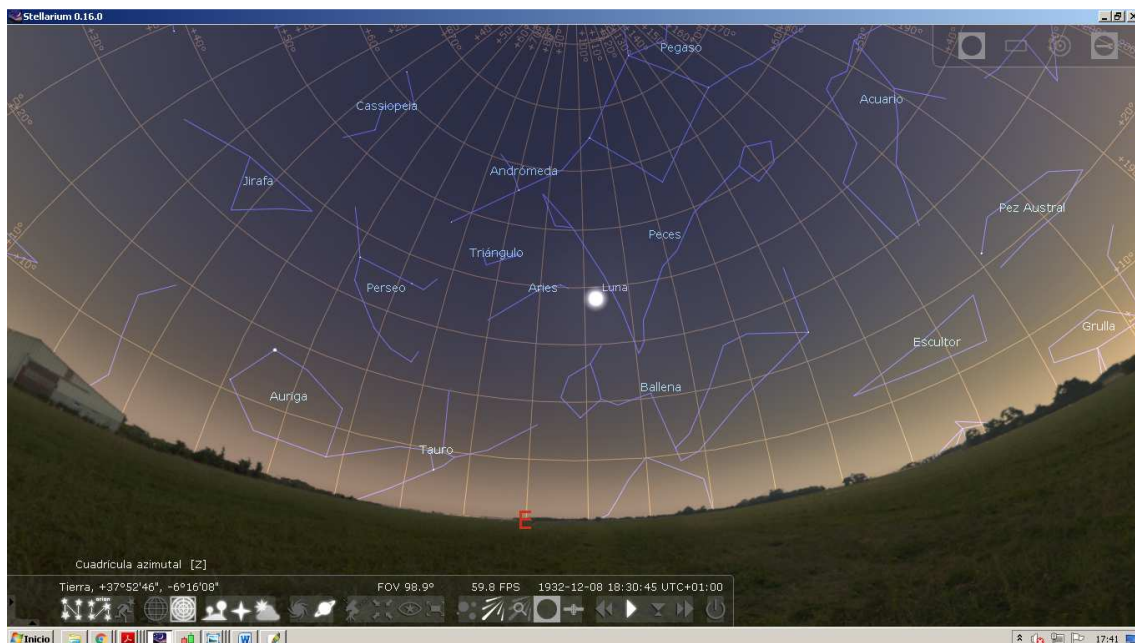 Stellarium 0.16.0
Pegaso
Cassiopeia
Acuario
Andrómeda
Jirafa
Pez Austral
Peces
Triángulo
Perseo
Aries
Luna
Grulla
Escultor
Auriga
Ballena
Tauro
E
Cuadrícula azimutal [Z]
Tierra, +37°52'46", -6°16'08"
FOV 98.9°
59.8 FPS
1932-12-08 18:30:45 UTC+01:00
Inicio
17:41